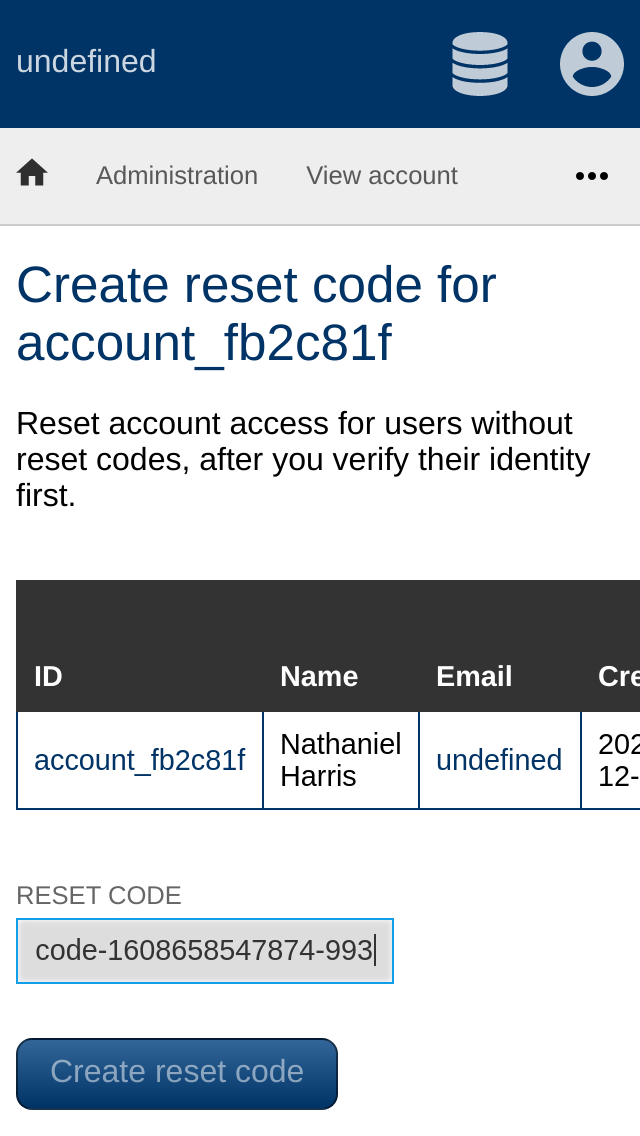 undefined
Administration View account
Create reset code for
account_fb2c81f
Reset account access for users without
reset codes, after you verify their identity
first.
ID Name Email Cre
account_fb2c81f Nathaniel Harris undefined 202 12-
RESET CODE
code-1608658547874-993
Create reset code